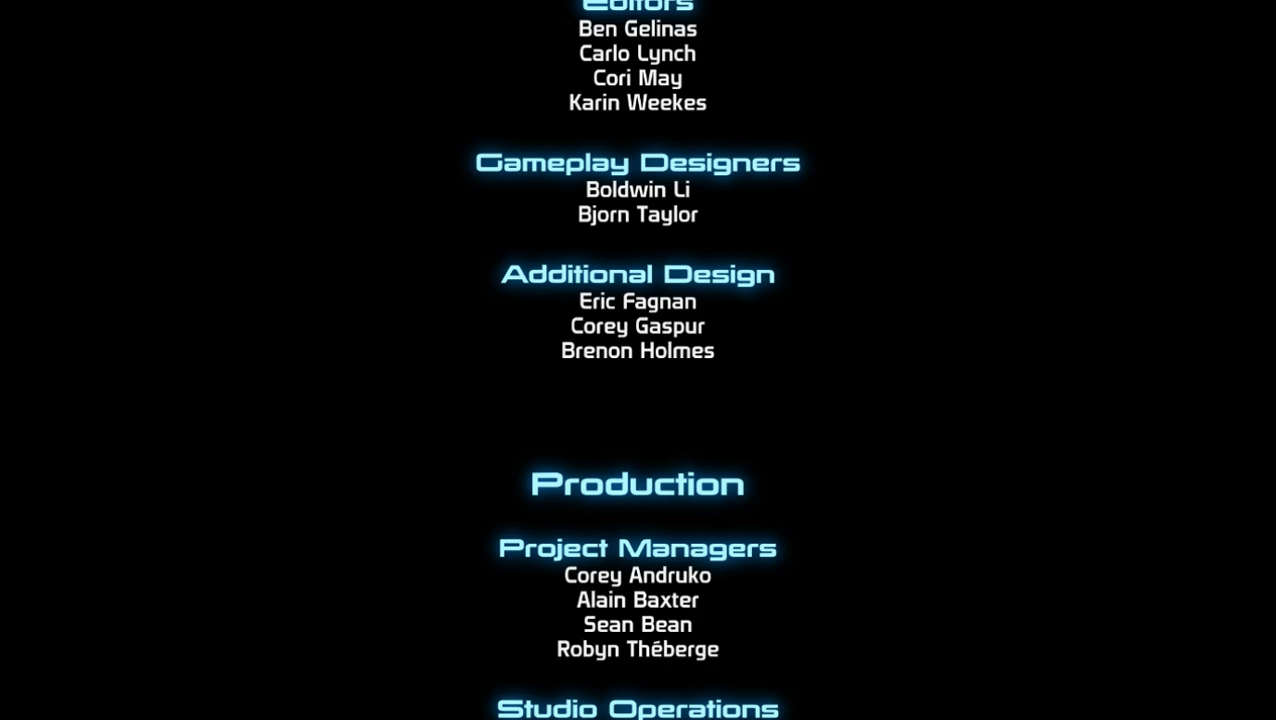 Editors
Ben Gelinas
Carlo Lynch
Cori May
Karin Weekes
Gameplay Designers
Boldwin Li
Bjorn Taylor
Additional Design
Eric Fagnan
Corey Gaspur
Brenon Holmes
Production
Project Managers
Corey Andruko
Alain Baxter
Sean Bean
Robyn Théberge
Studio Operations